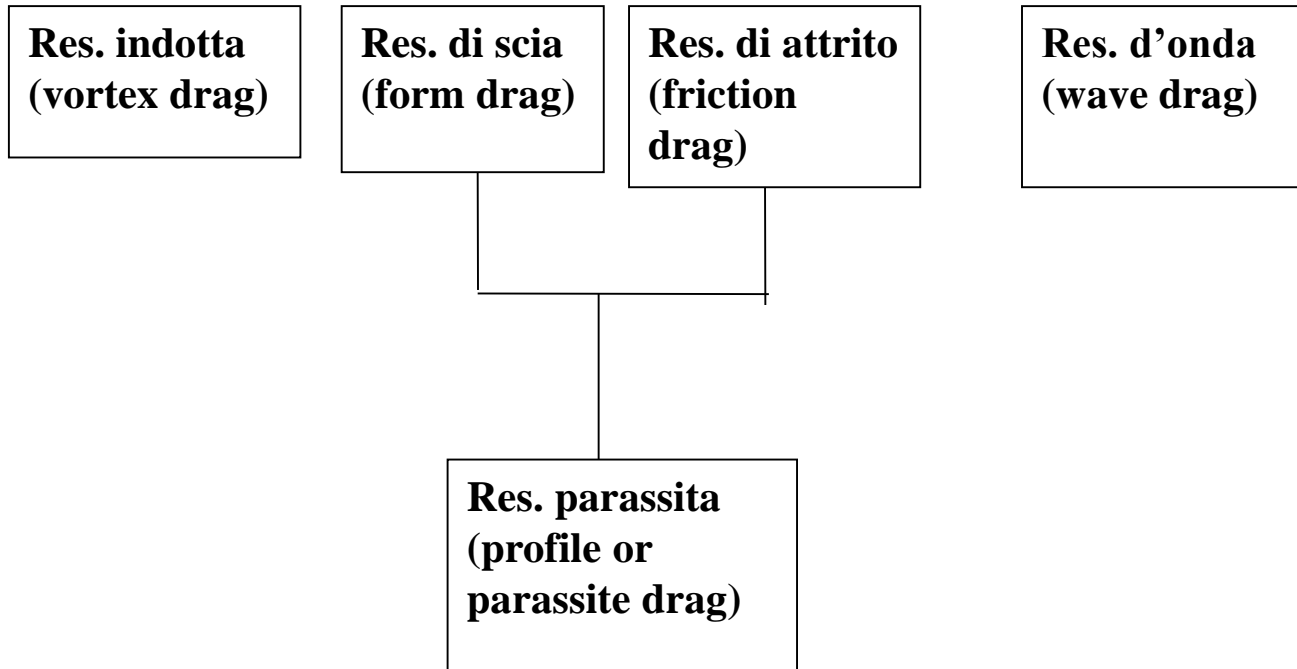 Res. indotta
(vortex drag)
Res. di scia
(form drag)
Res. di attrito
(friction
drag)
Res. d’onda
(wave drag)
Res. parassita
(profile or
parassite drag)